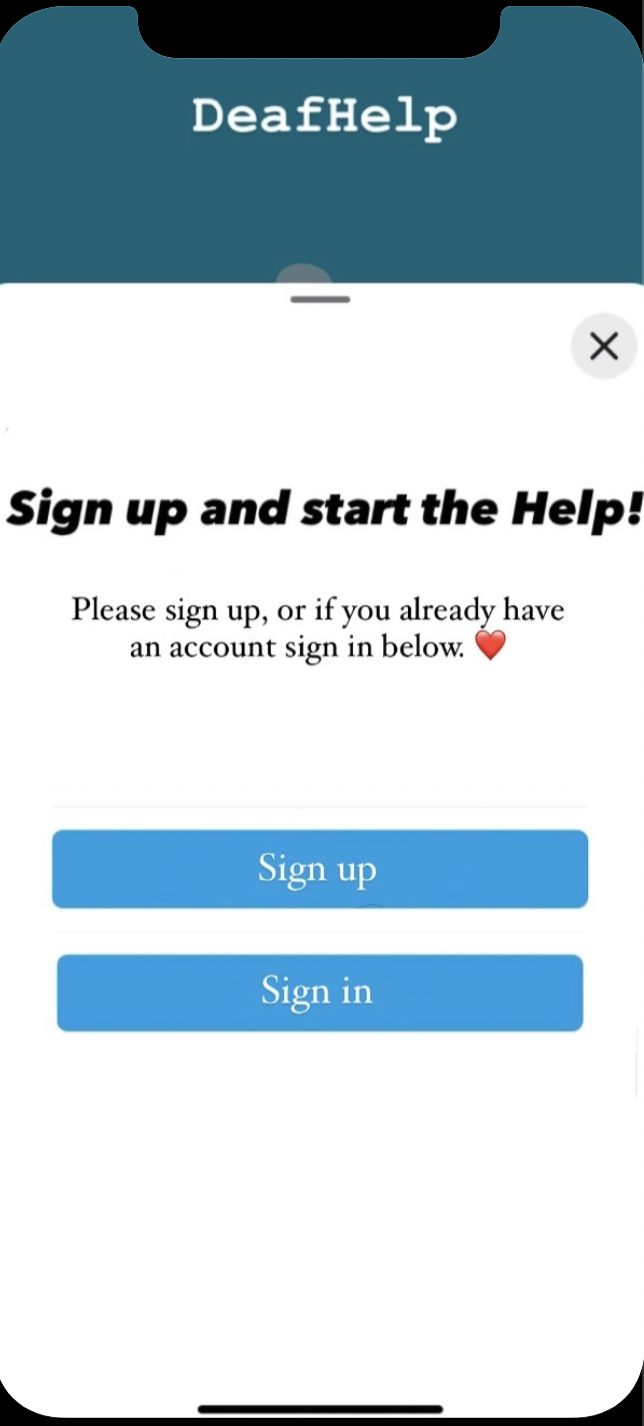 DeafHelp
Sign up and start the Help!
Please sign up, or if you already have
an account sign in below. ❤️
Sign up
Sign in